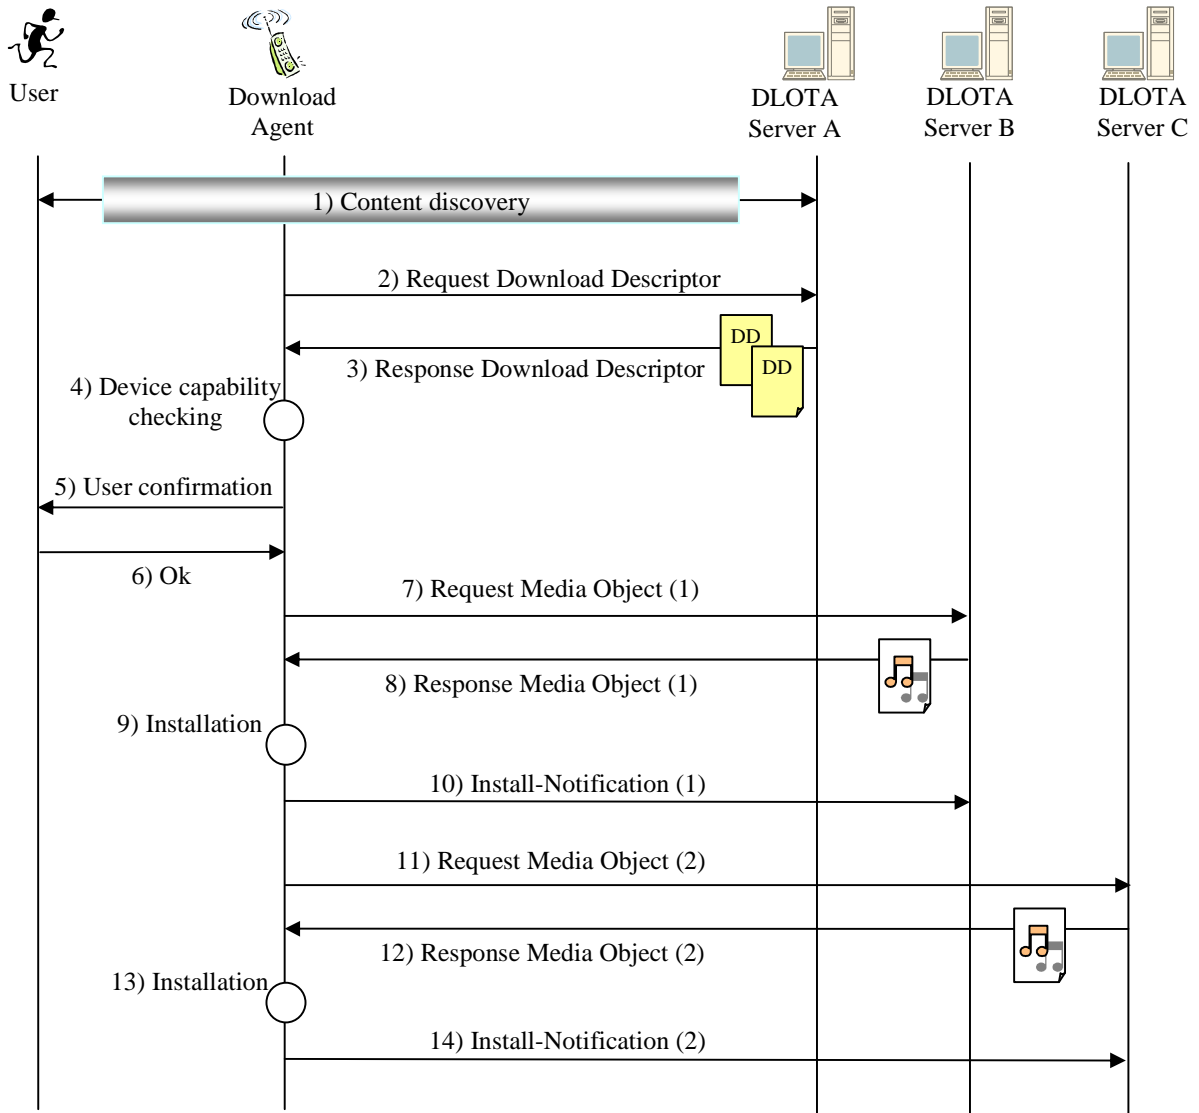 User
Download
Agent
DLOTA
Server A
DLOTA
Server B
DLOTA
Server C
1) Content discovery
2) Request Download Descriptor
DD
DD
3) Response Download Descriptor
4) Device capability
checking
5) User confirmation
6) Ok
7) Request Media Object (1)
8) Response Media Object (1)
9) Installation
10) Install-Notification (1)
11) Request Media Object (2)
12) Response Media Object (2)
13) Installation
14) Install-Notification (2)